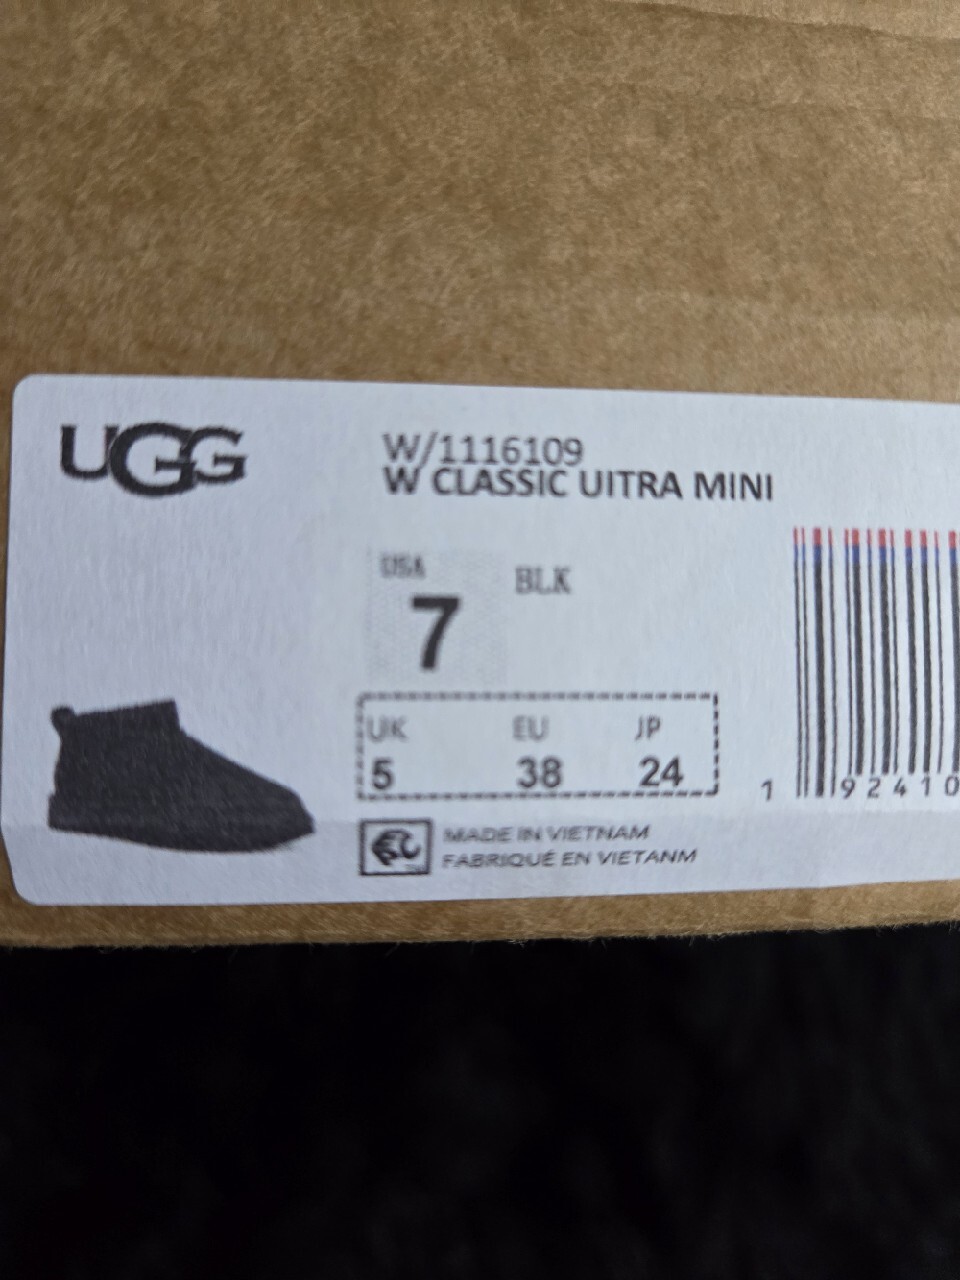 UGG
W/1116109
W CLASSIC UITRA MINI
USA
BLK
7
UK EU JP
5 38 24
1 92410
MADE IN VIETNAM
FABRIQUÉ EN VIETANM